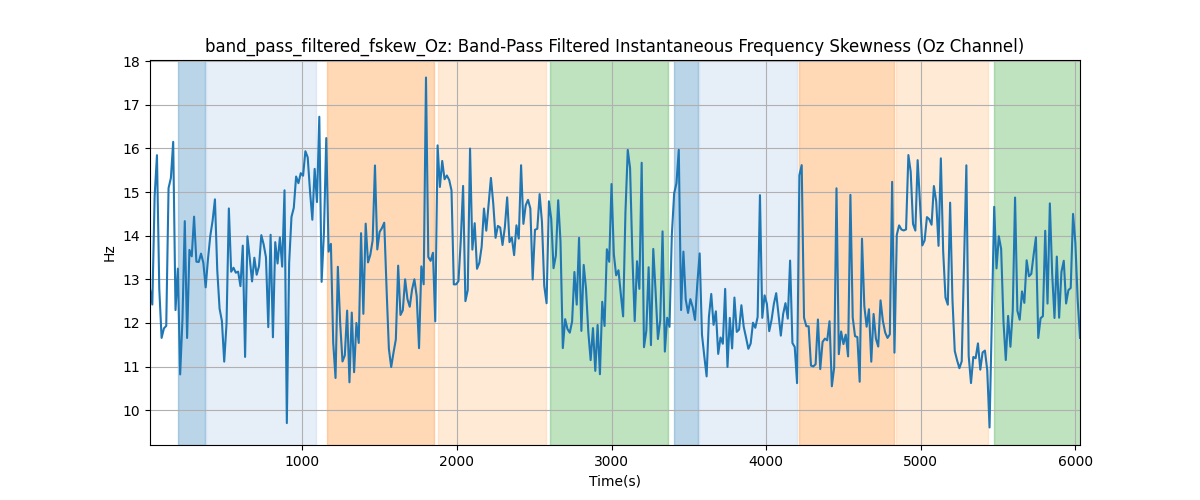 band_pass_filtered_fskew_Oz: Band-Pass Filtered Instantaneous Frequency Skewness (Oz Channel)
18
17
16
15
14
13
12
11
10
Hz
1000 2000 3000 4000 5000 6000
Time(s)